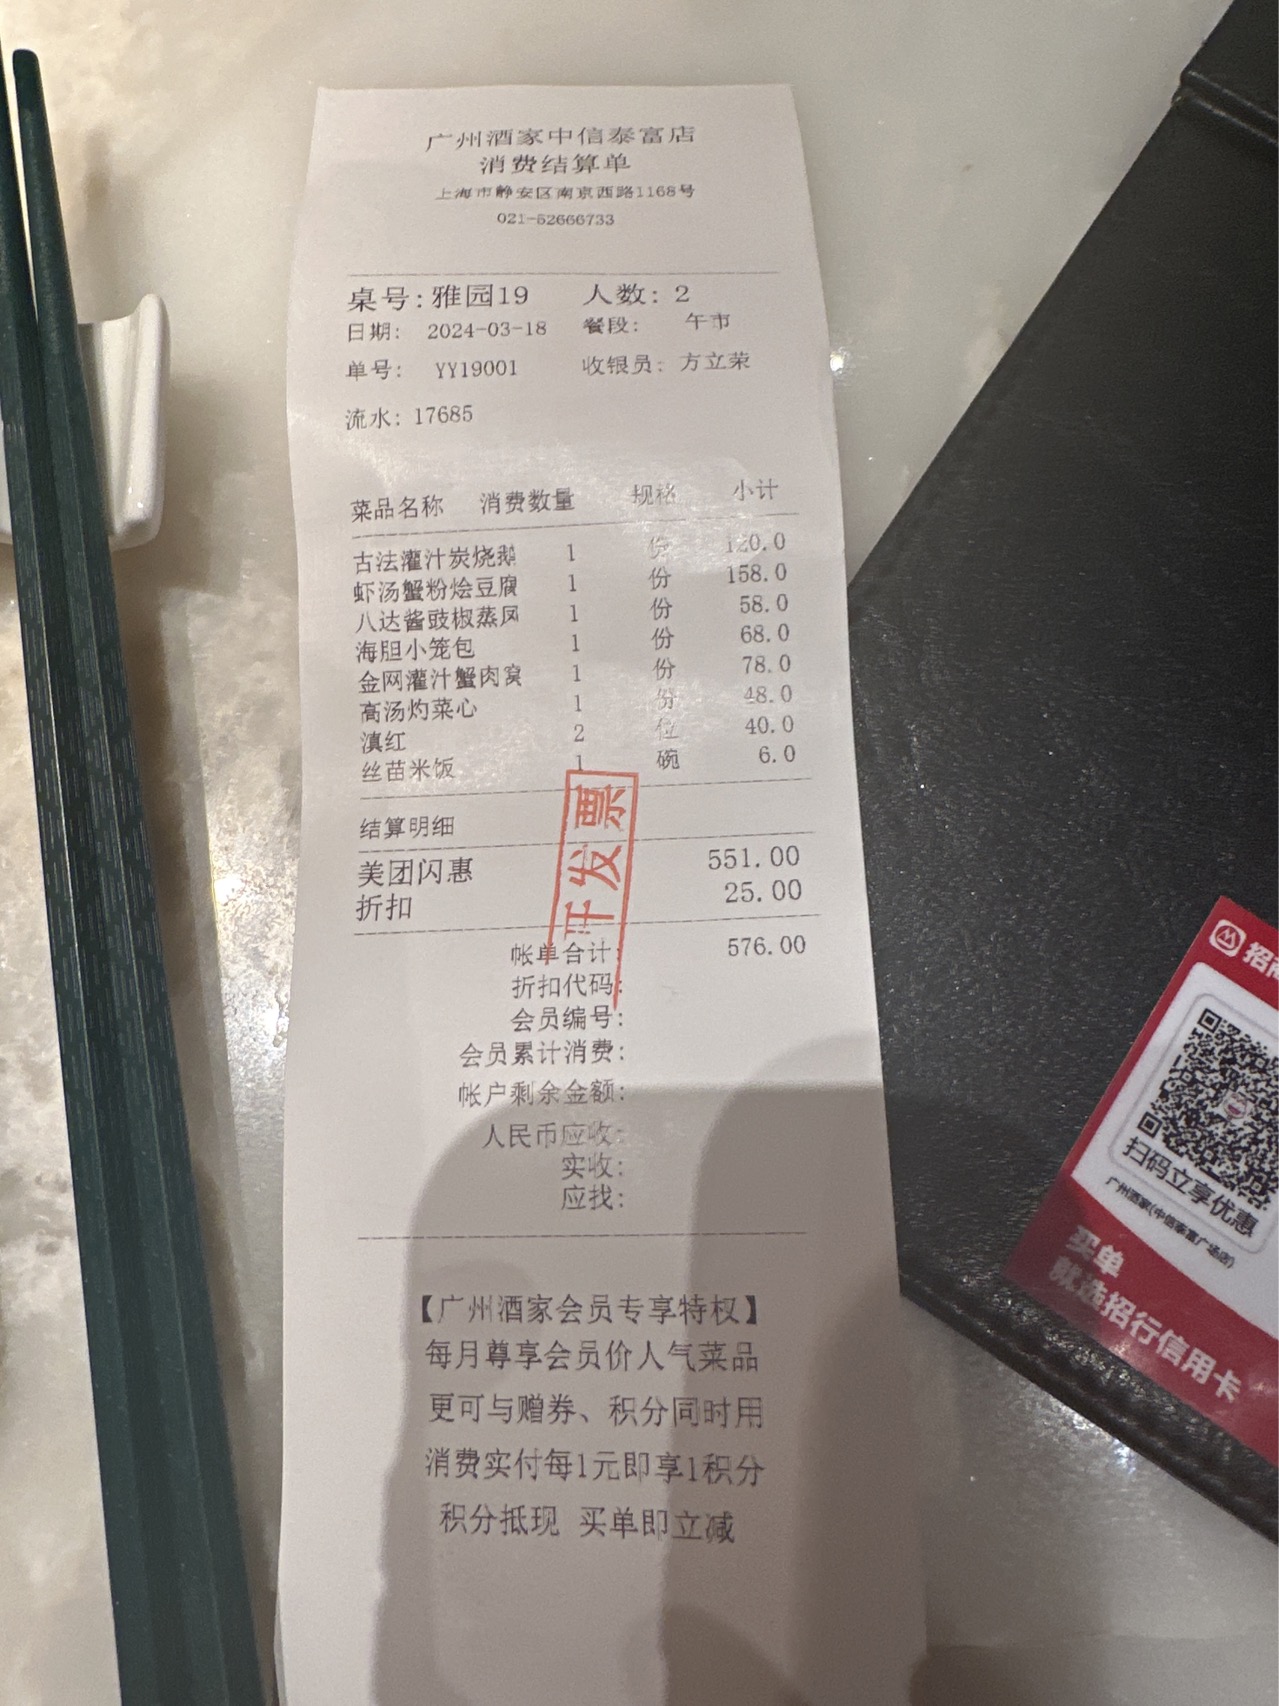 广州酒家中信泰富店
消费结算单
上海市静安区南京西路1168号
021-52666733
桌号:雅园19 人数: 2
日期: 2024-03-18 餐段: 午市
单号: YY19001 收银员: 方立荣
流水: 17685
菜品名称 消费数量 规格 小计
古法灌汁炭烧鹅 1 份 120.0
虾汤蟹粉烩豆腐 1 份 158.0
八达酱豉椒蒸凤 1 份 58.0
海胆小笼包 1 份 68.0
金网灌汁蟹肉窝 1 份 78.0
高汤灼菜心 1 份 48.0
滇红 2 位 40.0
丝苗米饭 1 碗 6.0
结算明细
美团闪惠 551.00
折扣 25.00
帐单合计: 576.00
折扣代码:
会员编号:
会员累计消费:
帐户剩余金额:
人民币应收:
实收:
应找:
【广州酒家会员专享特权】
每月尊享会员价人气菜品
更可与赠券、积分同时用
消费实付每1元即享1积分
积分抵现 买单即立减
发票
招商
扫码立享优惠
广州酒家(中信泰富广场店)
买单
就选招行信用卡